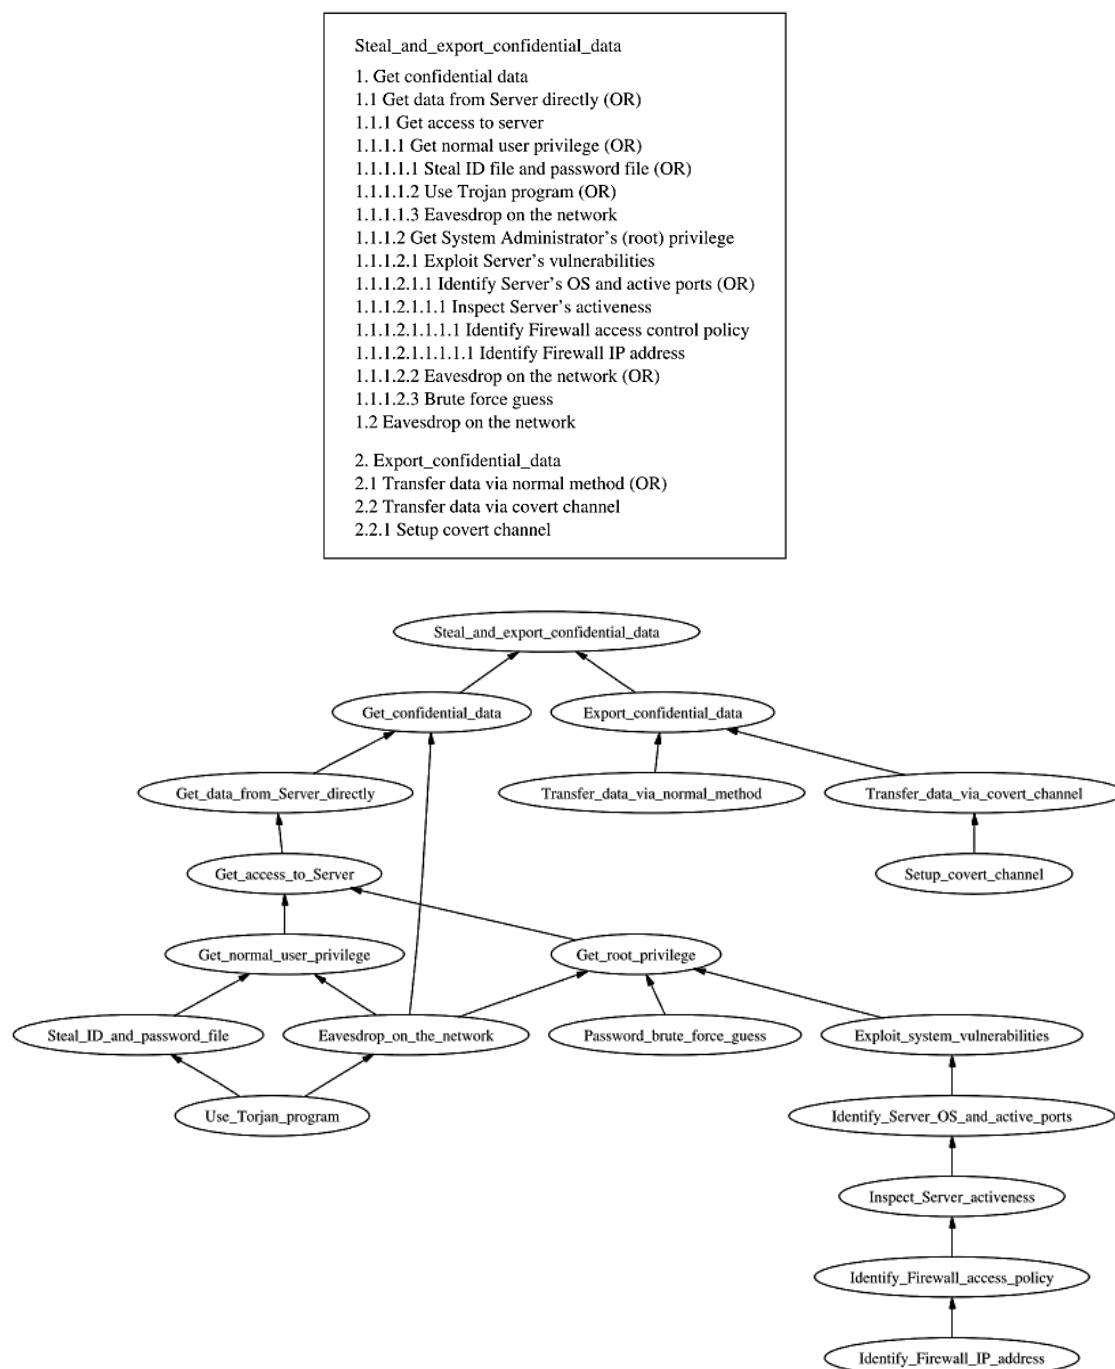 Steal_and_export_confidential_data
1. Get confidential data
1.1 Get data from Server directly (OR)
1.1.1 Get access to server
1.1.1.1 Get normal user privilege (OR)
1.1.1.1.1 Steal ID file and password file (OR)
1.1.1.1.2 Use Trojan program (OR)
1.1.1.1.3 Eavesdrop on the network
1.1.1.2 Get System Administrator's (root) privilege
1.1.1.2.1 Exploit Server's vulnerabilities
1.1.1.2.1.1 Identify Server's OS and active ports (OR)
1.1.1.2.1.1.1 Inspect Server's activeness
1.1.1.2.1.1.1.1 Identify Firewall access control policy
1.1.1.2.1.1.1.1.1 Identify Firewall IP address
1.1.1.2.2 Eavesdrop on the network (OR)
1.1.1.2.3 Brute force guess
1.2 Eavesdrop on the network
2. Export_confidential_data
2.1 Transfer data via normal method (OR)
2.2 Transfer data via covert channel
2.2.1 Setup covert channel
Steal_and_export_confidential_data
Get_confidential_data
Export_confidential_data
Get_data_from_Server_directly
Transfer_data_via_normal_method
Transfer_data_via_covert_channel
Get_access_to_Server
Setup_covert_channel
Get_normal_user_privilege
Get_root_privilege
Steal_ID_and_password_file
Eavesdrop_on_the_network
Password_brute_force_guess
Exploit_system_vulnerabilities
Use_Torjan_program
Identify_Server_OS_and_active_ports
Inspect_Server_activeness
Identify_Firewall_access_policy
Identify_Firewall_IP_address